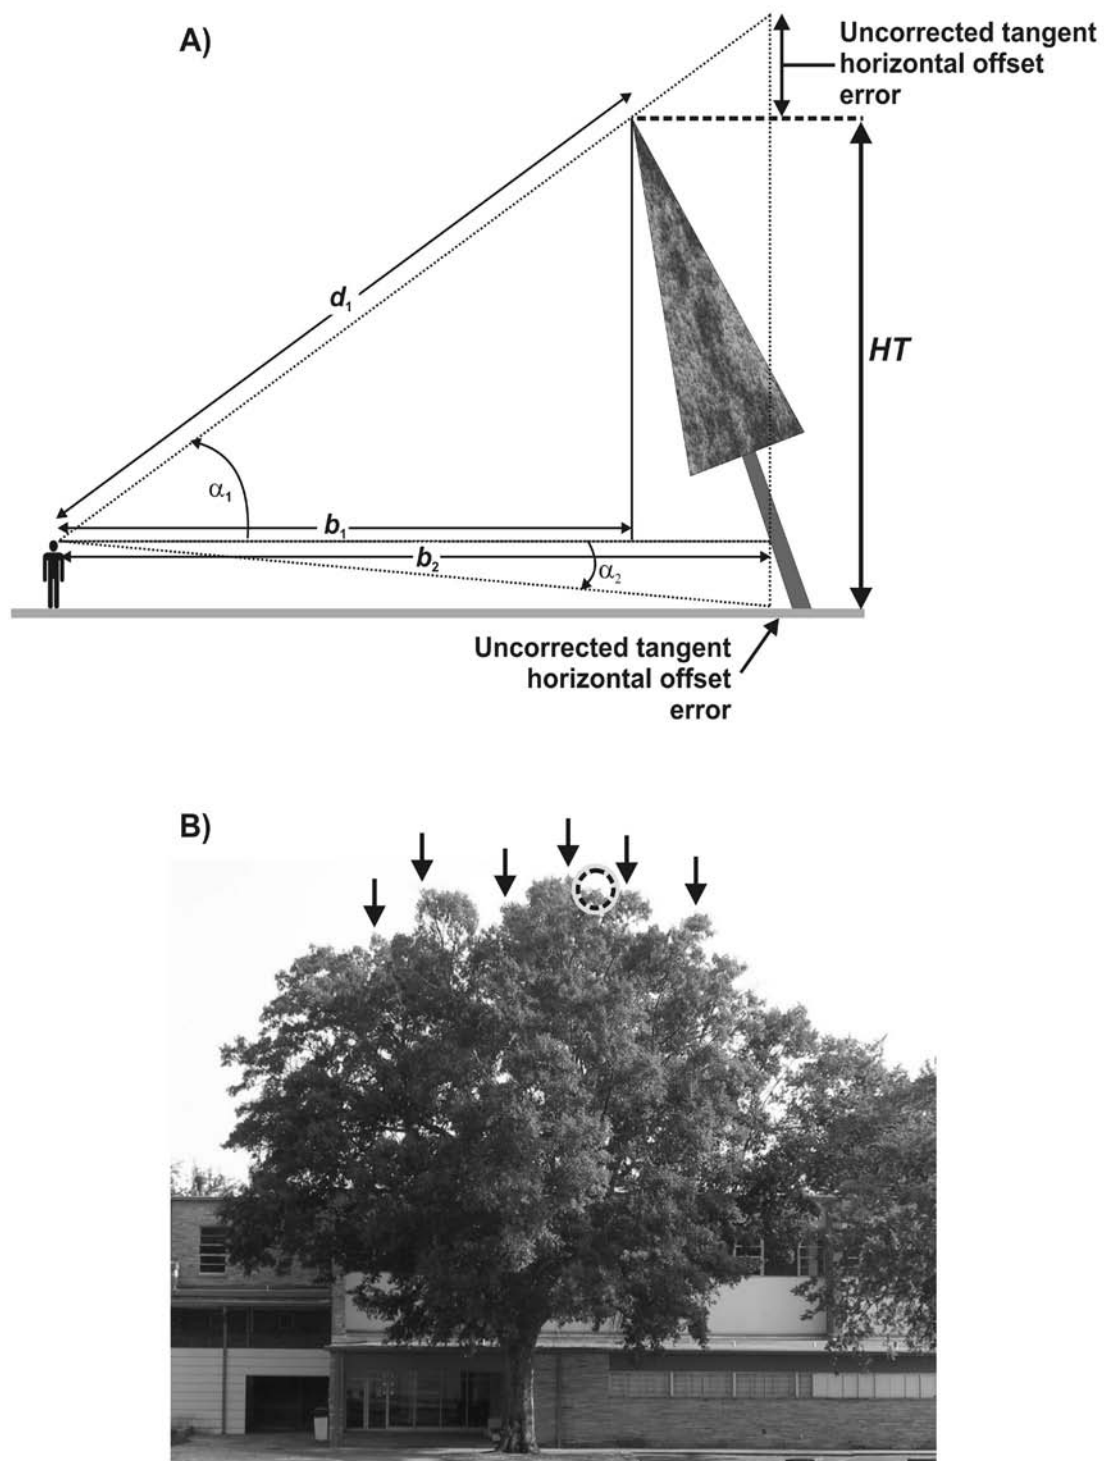 A)
Uncorrected tangent
horizontal offset
error
d₁
HT
α₁
b₁
b₂
α₂
Uncorrected tangent
horizontal offset
error
B)